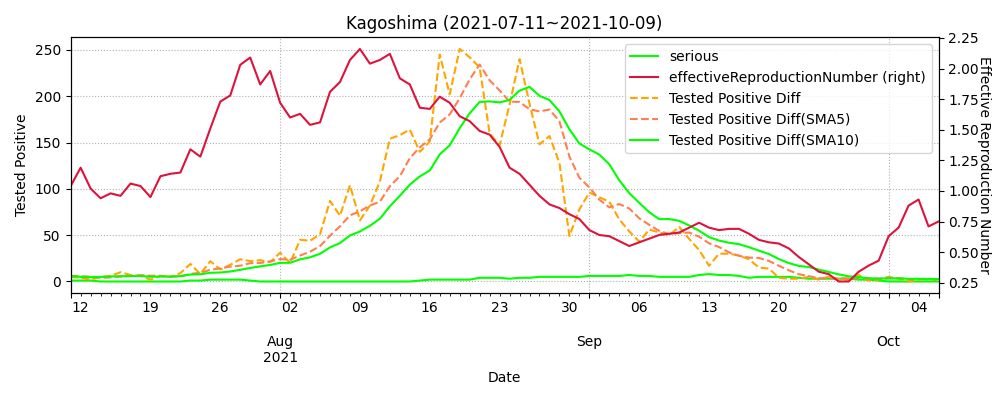 Kagoshima (2021-07-11~2021-10-09)
250
200
150
100
50
0
Tested Positive
2.25
2.00
1.75
1.50
1.25
1.00
0.75
0.50
0.25
Effective Reproduction Number
serious
effectiveReproductionNumber (right)
Tested Positive Diff
Tested Positive Diff(SMA5)
Tested Positive Diff(SMA10)
12 19 26 02 09 16 23 30 06 13 20 27 04
Aug Sep Oct
2021
Date